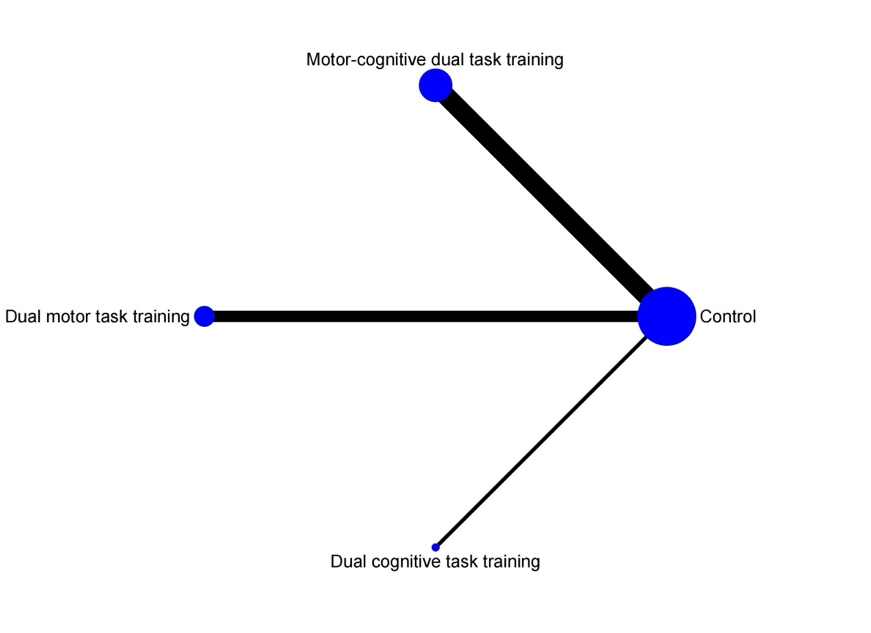 Motor-cognitive dual task training
Dual motor task training
Control
Dual cognitive task training